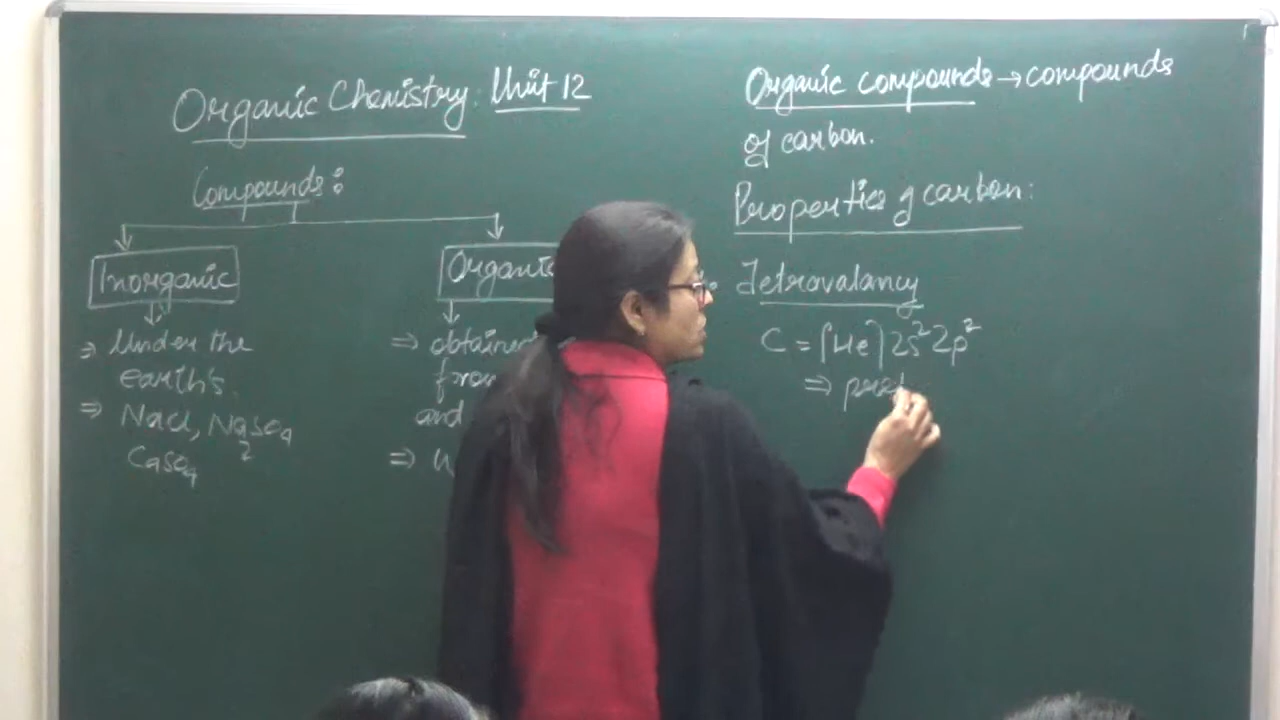 Organic Chemistry: Unit 12
Compounds:
Inorganic
⇒ Under the
earth's.
⇒ NaCl, Na2SO4
CaSO4
Organic
⇒ obtained
from
and
⇒
Organic compounds → compounds
of carbon.
Properties of carbon:
Tetravalancy
C = [He] 2s² 2p²
⇒